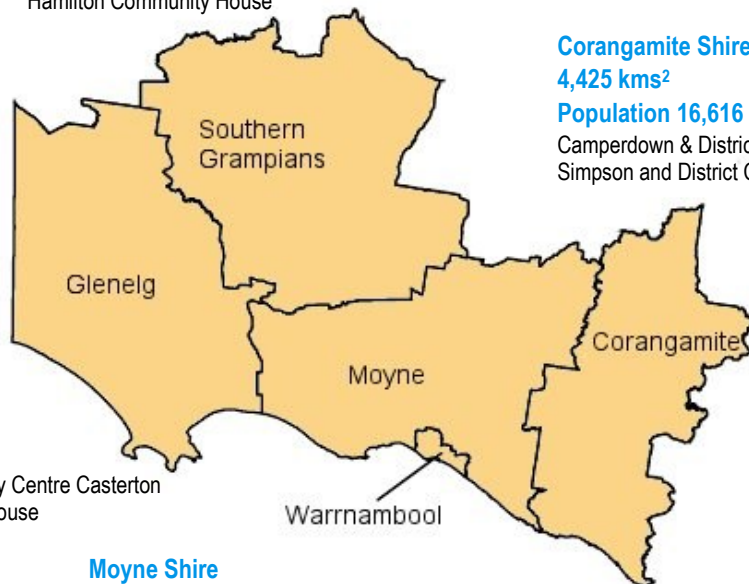 Hamilton Community House
Corangamite Shire
4,425 kms²
Population 16,616
Camperdown & Distric
Simpson and District
Southern
Grampians
Glenelg
Corangamite
Moyne
Centre Casterton
Warrnambool
Moyne Shire